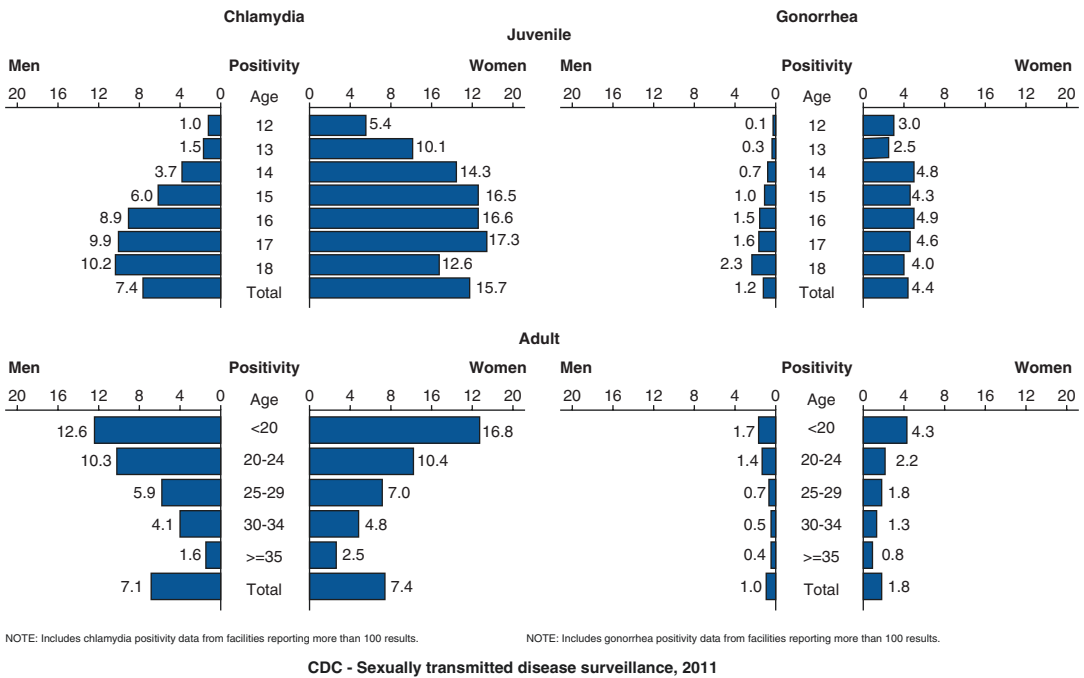 Chlamydia Gonorrhea
Juvenile
Men Positivity Women Men Positivity Women
20 16 12 8 4 0 Age 0 4 8 16 12 20 20 16 12 8 4 0 Age 0 4 8 16 12 20
1.0 12 5.4 0.1 12 3.0
1.5 13 10.1 0.3 13 2.5
3.7 14 14.3 0.7 14 4.8
6.0 15 16.5 1.0 15 4.3
8.9 16 16.6 1.5 16 4.9
9.9 17 17.3 1.6 17 4.6
10.2 18 12.6 2.3 18 4.0
7.4 Total 15.7 1.2 Total 4.4
Adult
Men Positivity Women Men Positivity Women
20 16 12 8 4 0 Age 0 4 8 16 12 20 20 16 12 8 4 0 Age 0 4 8 16 12 20
12.6 <20 16.8 1.7 <20 4.3
10.3 20-24 10.4 1.4 20-24 2.2
5.9 25-29 7.0 0.7 25-29 1.8
4.1 30-34 4.8 0.5 30-34 1.3
1.6 >=35 2.5 0.4 >=35 0.8
7.1 Total 7.4 1.0 Total 1.8
NOTE: Includes chlamydia positivity data from facilities reporting more than 100 results. NOTE: Includes gonorrhea positivity data from facilities reporting more than 100 results.
CDC - Sexually transmitted disease surveillance, 2011